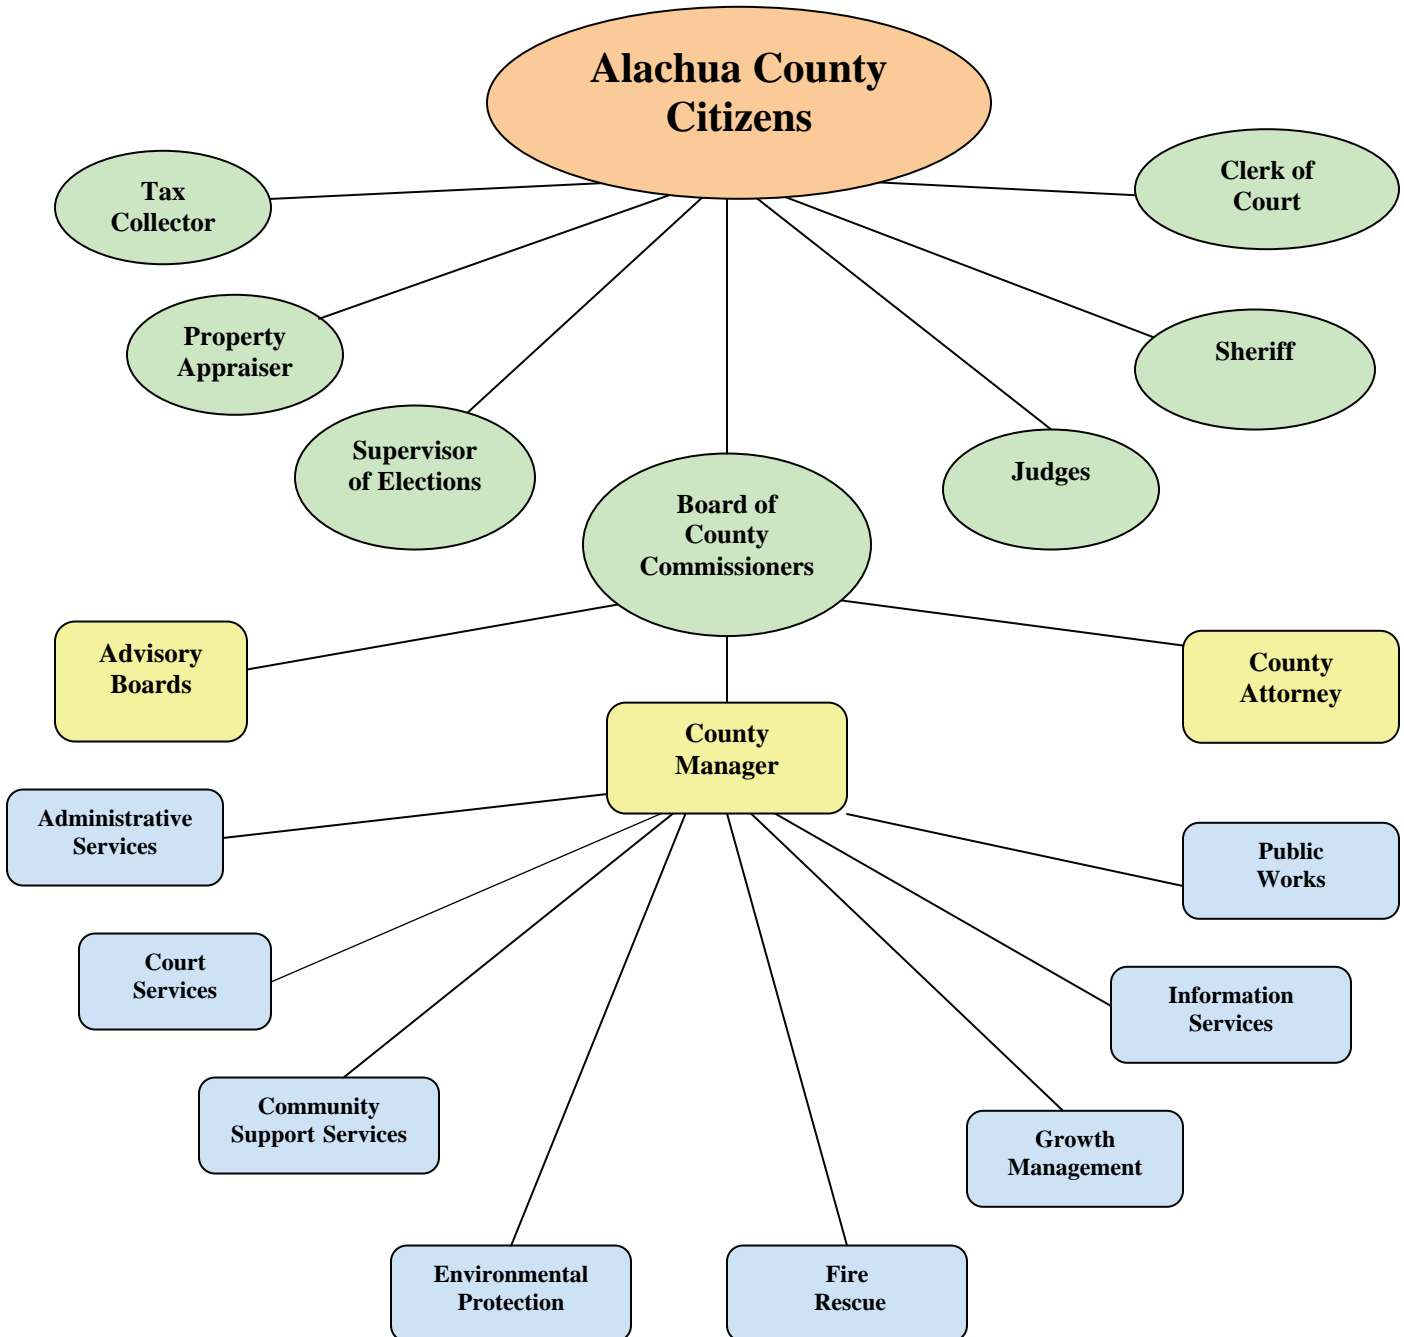 Alachua County
Citizens
Tax
Collector
Clerk of
Court
Property
Appraiser
Sheriff
Supervisor
of Elections
Judges
Board of
County
Commissioners
Advisory
Boards
County
Attorney
County
Manager
Administrative
Services
Public
Works
Court
Services
Information
Services
Community
Support Services
Growth
Management
Environmental
Protection
Fire
Rescue